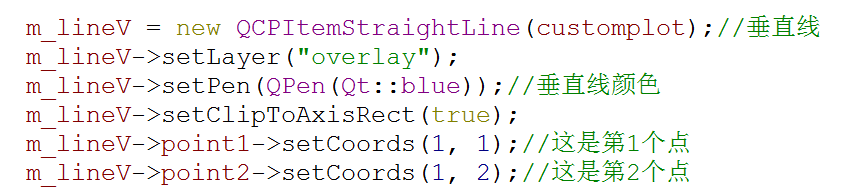 m_lineV = new QCPItemStraightLine(customplot);//垂直线
m_lineV->setLayer("overlay");
m_lineV->setPen(QPen(Qt::blue));//垂直线颜色
m_lineV->setClipToAxisRect(true);
m_lineV->point1->setCoords(1, 1);//这是第1个点
m_lineV->point2->setCoords(1, 2);//这是第2个点